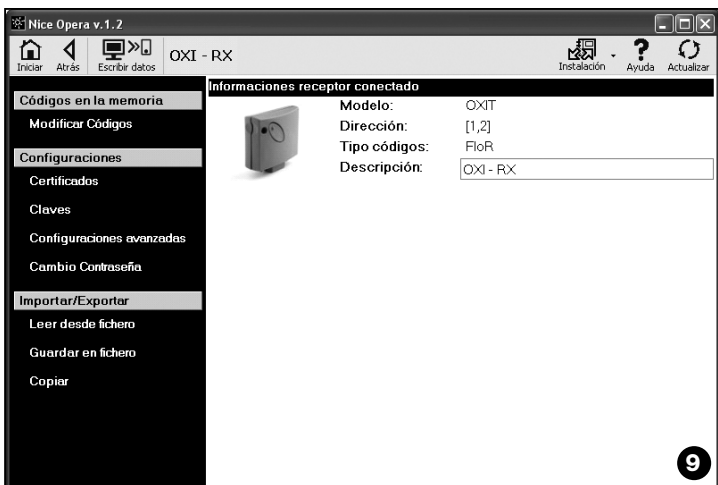 Nice Opera v.1.2
Iniciar Atrás Escribir datos OXI - RX Instalación Ayuda Actualizar
Informaciones receptor conectado
Códigos en la memoria
Modificar Códigos
Configuraciones
Certificados
Claves
Configuraciones avanzadas
Cambio Contraseña
Importar/Exportar
Leer desde fichero
Guardar en fichero
Copiar
Modelo: OXIT
Dirección: [1,2]
Tipo códigos: FloR
Descripción: OXI - RX
9